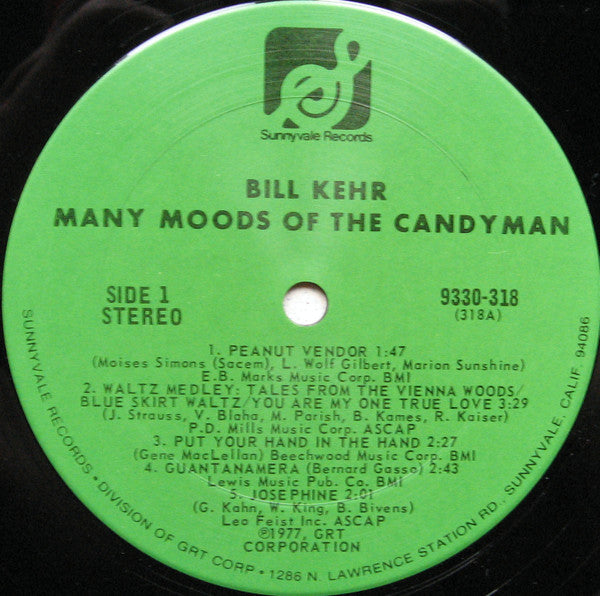 Sunnyvale Records
BILL KEHR
MANY MOODS OF THE CANDYMAN
SIDE 1
STEREO
9330-318
(318A)
1. PEANUT VENDOR 1:47
(Moises Simons (Sacem), L. Wolf Gilbert, Marion Sunshine)
E.B. Marks Music Corp. BMI
2. WALTZ MEDLEY: TALES FROM THE VIENNA WOODS/
BLUE SKIRT WALTZ/YOU ARE MY ONE TRUE LOVE 3:29
(J. Strauss, V. Blaha, M. Parish, B. Kames, R. Kaiser)
P.D. Mills Music Corp. ASCAP
3. PUT YOUR HAND IN THE HAND 2:27
(Gene MacLellan) Beechwood Music Corp. BMI
4. GUANTANAMERA (Bernard Gasso) 2:43
Lewis Music Pub. Co. BMI
5. JOSEPHINE 2:01
(G. Kahn, W. King, B. Bivens)
Leo Feist Inc. ASCAP
℗1977, GRT
CORPORATION
SUNNYVALE RECORDS • DIVISION OF GRT CORP • 1286 N. LAWRENCE STATION RD., SUNNYVALE, CALIF. 94086